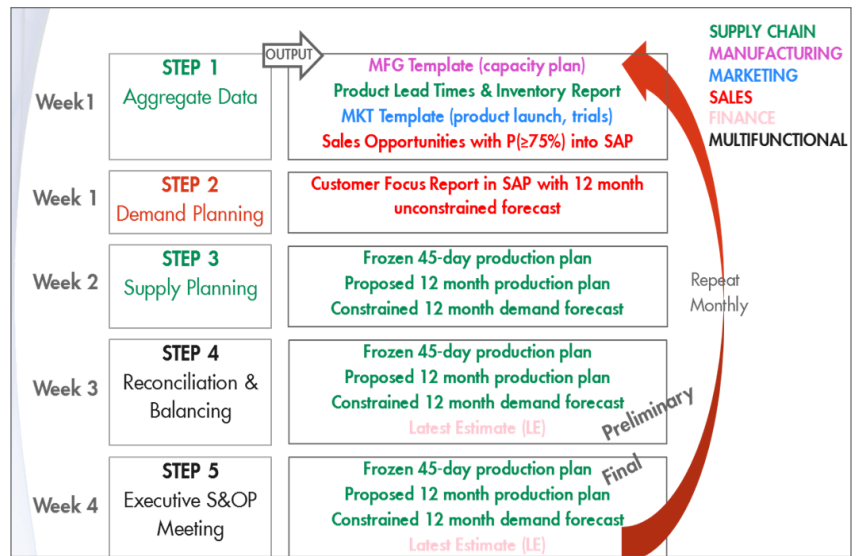 SUPPLY CHAIN
MANUFACTURING
MARKETING
SALES
FINANCE
MULTIFUNCTIONAL
OUTPUT
Week1
STEP 1
Aggregate Data
MFG Template (capacity plan)
Product Lead Times & Inventory Report
MKT Template (product launch, trials)
Sales Opportunities with P(≥75%) into SAP
Week 1
STEP 2
Demand Planning
Customer Focus Report in SAP with 12 month
unconstrained forecast
Week 2
STEP 3
Supply Planning
Frozen 45-day production plan
Proposed 12 month production plan
Constrained 12 month demand forecast
Repeat
Monthly
Week 3
STEP 4
Reconciliation &
Balancing
Frozen 45-day production plan
Proposed 12 month production plan
Constrained 12 month demand forecast
Latest Estimate (LE)
Preliminary
Final
Week 4
STEP 5
Executive S&OP
Meeting
Frozen 45-day production plan
Proposed 12 month production plan
Constrained 12 month demand forecast
Latest Estimate (LE)